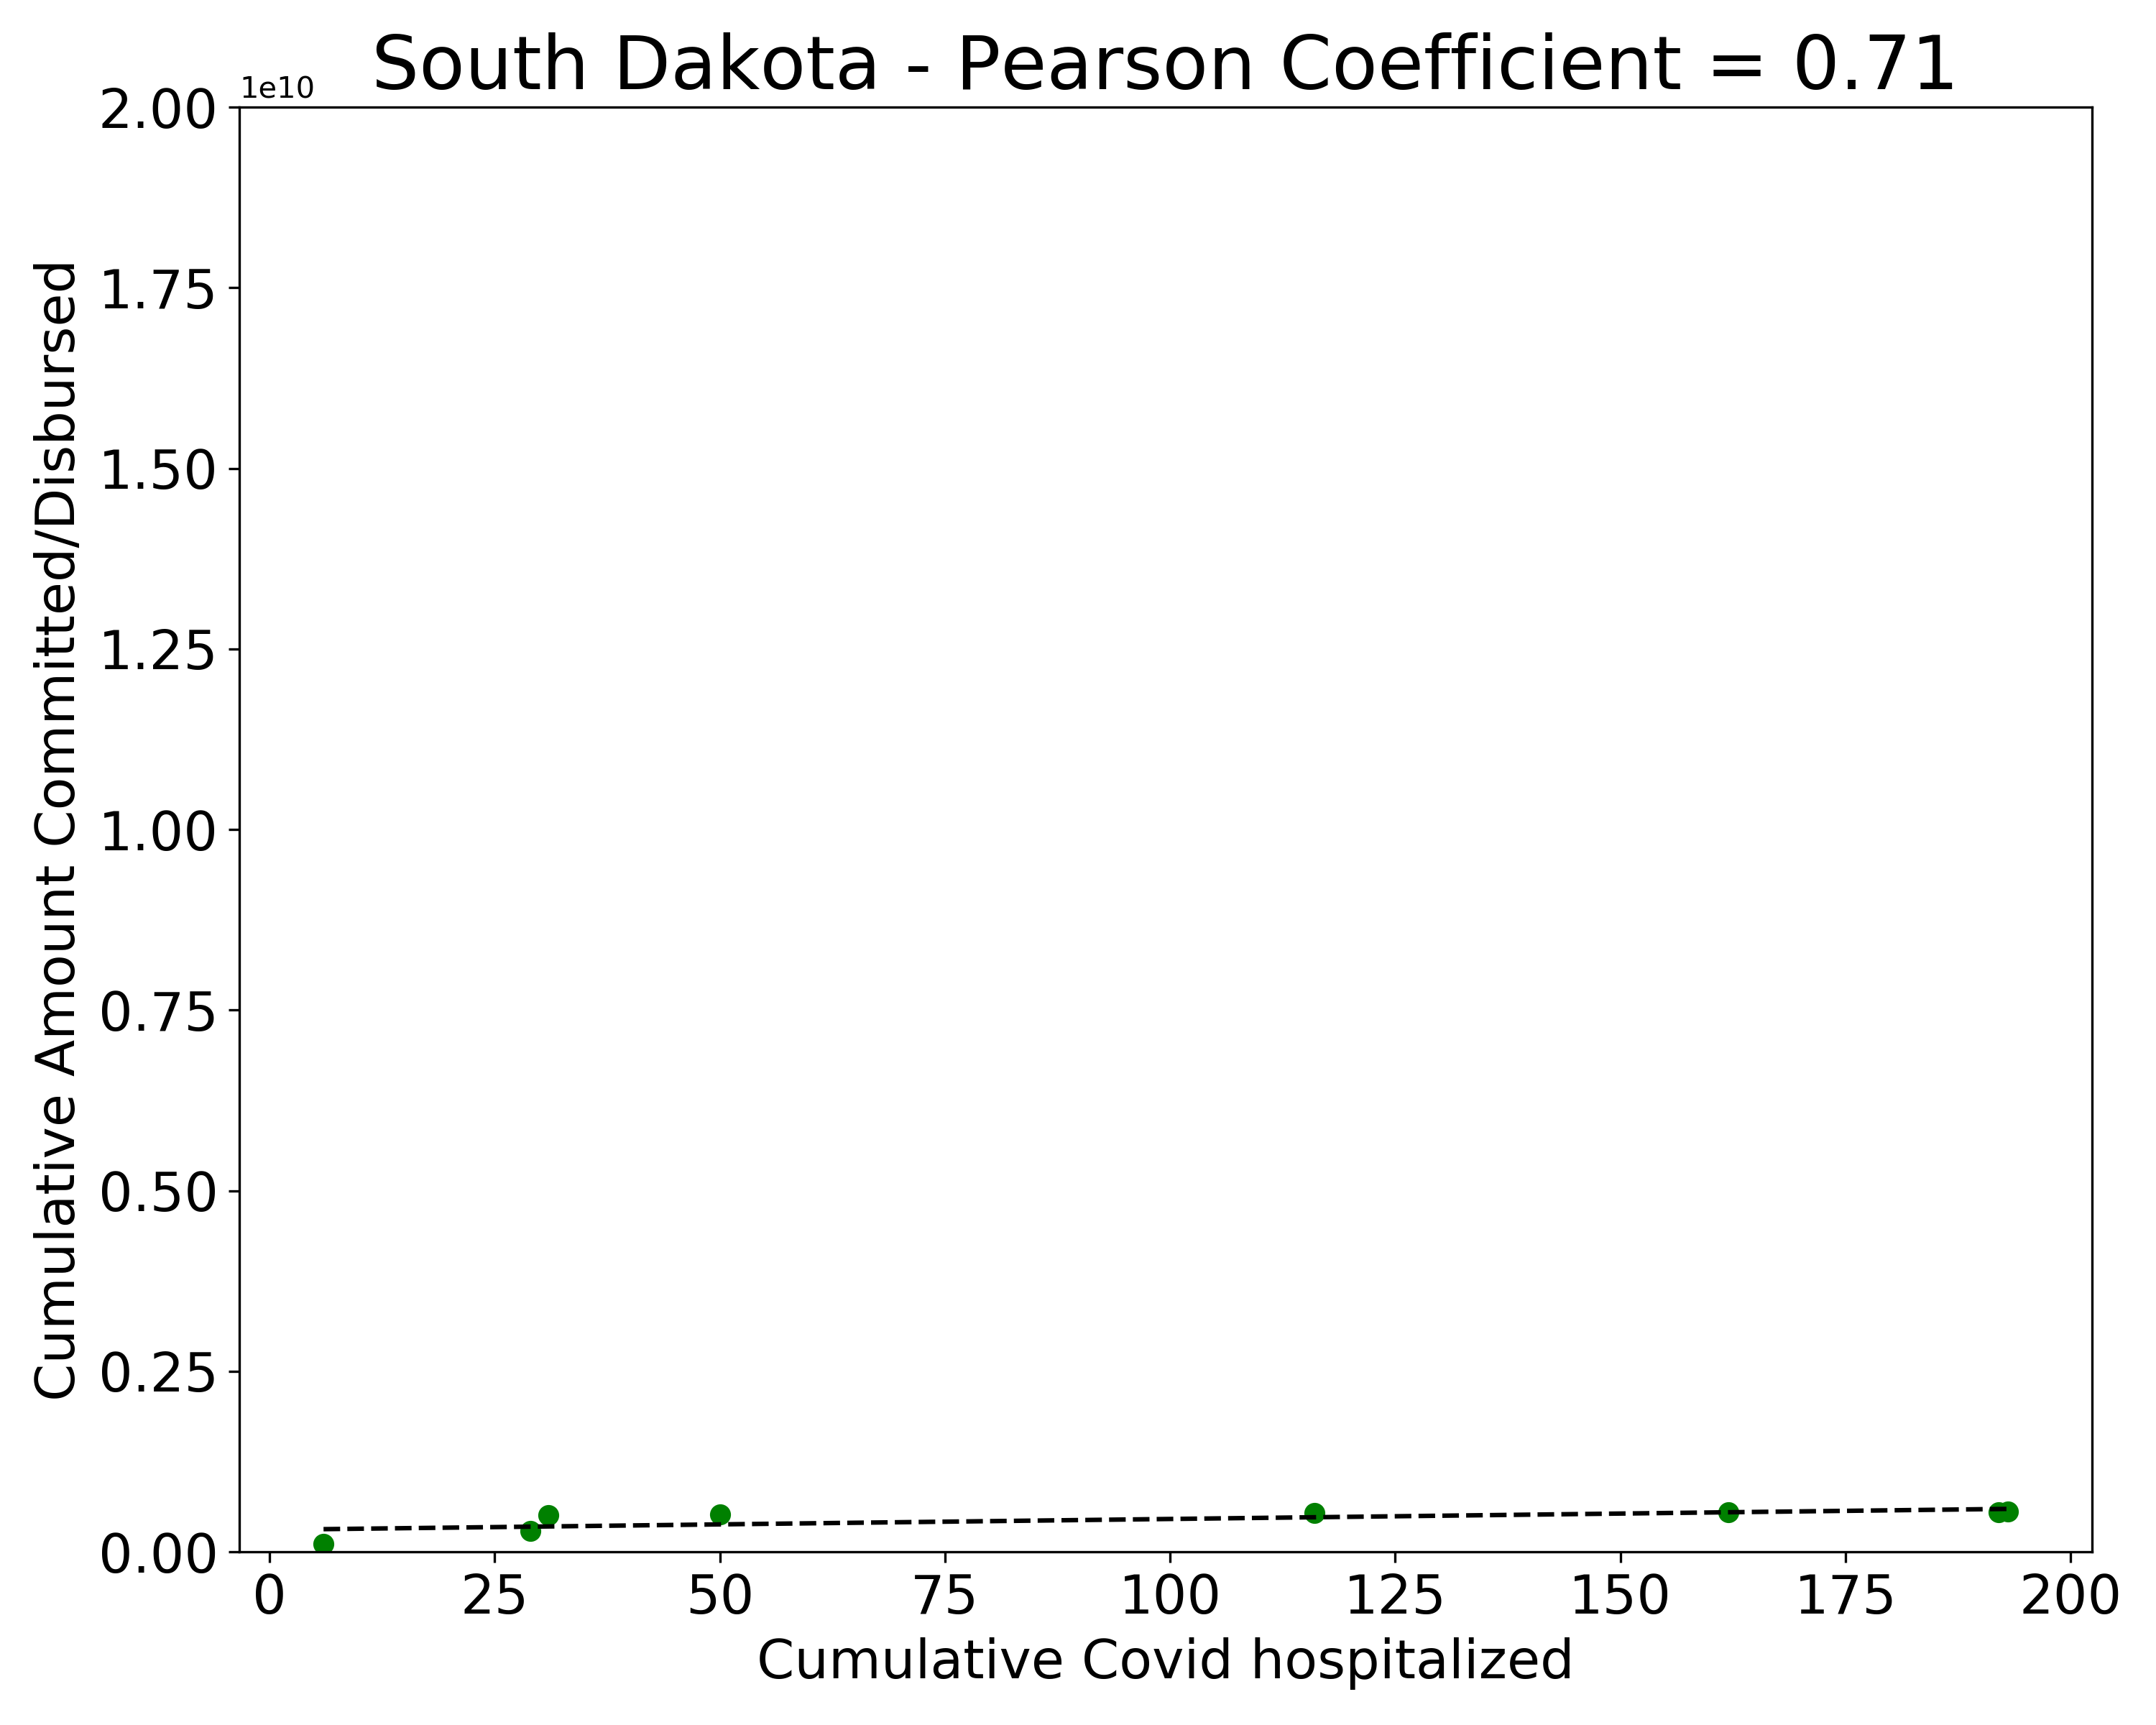 South Dakota - Pearson Coefficient = 0.71
1e10
2.00
1.75
1.50
1.25
1.00
0.75
0.50
0.25
0.00
Cumulative Amount Committed/Disbursed
0 25 50 75 100 125 150 175 200
Cumulative Covid hospitalized